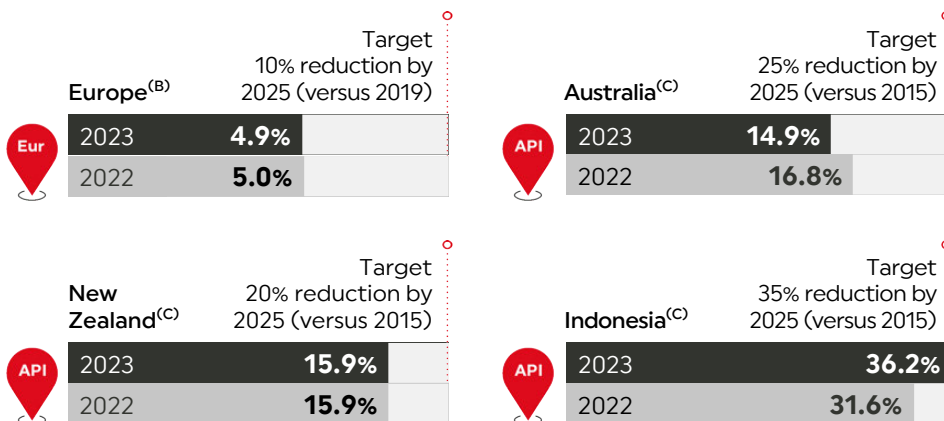 Target
10% reduction by
Europe(B) 2025 (versus 2019)
Eur
2023 4.9%
2022 5.0%
Target
25% reduction by
Australia(C) 2025 (versus 2015)
API
2023 14.9%
2022 16.8%
Target
New 20% reduction by
Zealand(C) 2025 (versus 2015)
API
2023 15.9%
2022 15.9%
Target
35% reduction by
Indonesia(C) 2025 (versus 2015)
API
2023 36.2%
2022 31.6%